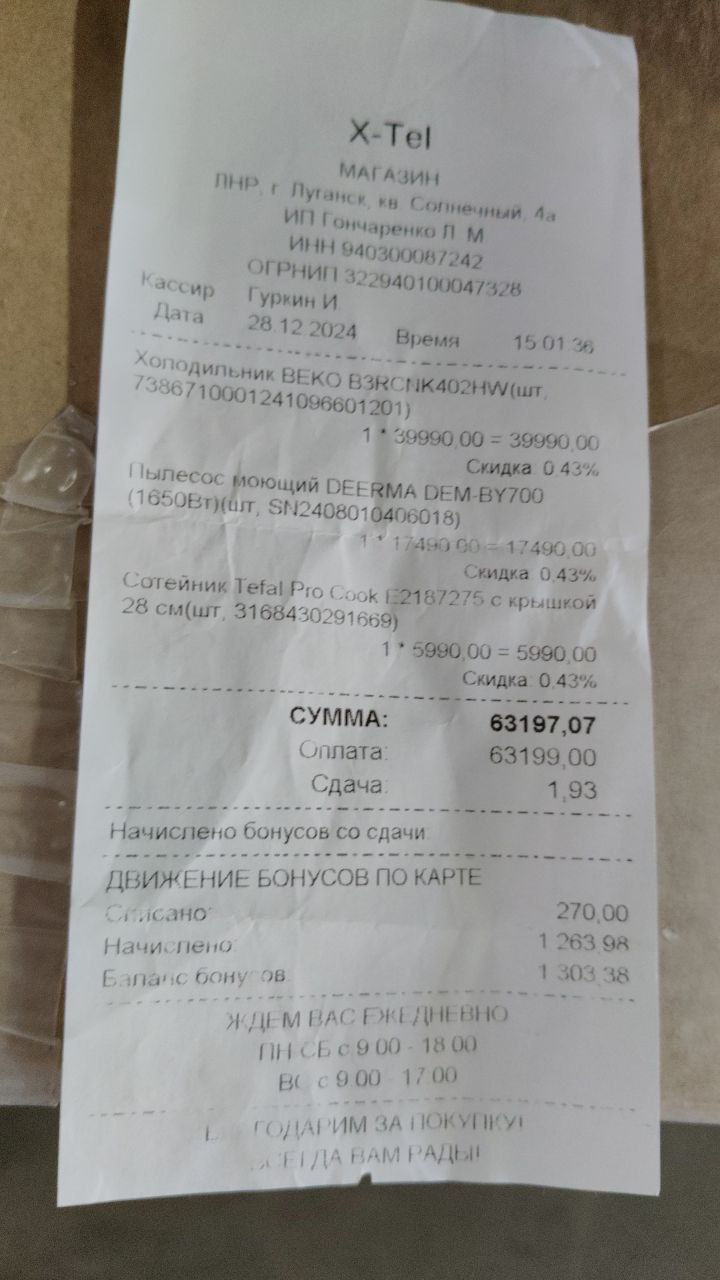 X-Tel
МАГАЗИН
ЛНР, г. Луганск, кв. Солнечный, 4а
ИП Гончаренко Л. М
ИНН 940300087242
ОГРНИП 322940100047328
Кассир Гуркин И.
Дата 28.12.2024 Время 15:01:36
Холодильник BEKO B3RCNK402HW(шт,
7386710001241096601201)
1 * 39990,00 = 39990,00
Скидка: 0,43%
Пылесос моющий DEERMA DEM-BY700
(1650Вт)(шт, SN2408010406018)
1 * 17490,00 = 17490,00
Скидка: 0,43%
Сотейник Tefal Pro Cook E2187275 с крышкой
28 см(шт, 3168430291669)
1 * 5990,00 = 5990,00
Скидка: 0,43%
СУММА: 63197,07
Оплата: 63199,00
Сдача: 1,93
Начислено бонусов со сдачи:
ДВИЖЕНИЕ БОНУСОВ ПО КАРТЕ
Списано: 270,00
Начислено: 1 263,98
Баланс бонусов: 1 303,38
ЖДЕМ ВАС ЕЖЕДНЕВНО
ПН-СБ с 9:00 - 18:00
ВС с 9:00 - 17:00
БЛАГОДАРИМ ЗА ПОКУПКУ!
ВСЕГДА ВАМ РАДЫ!